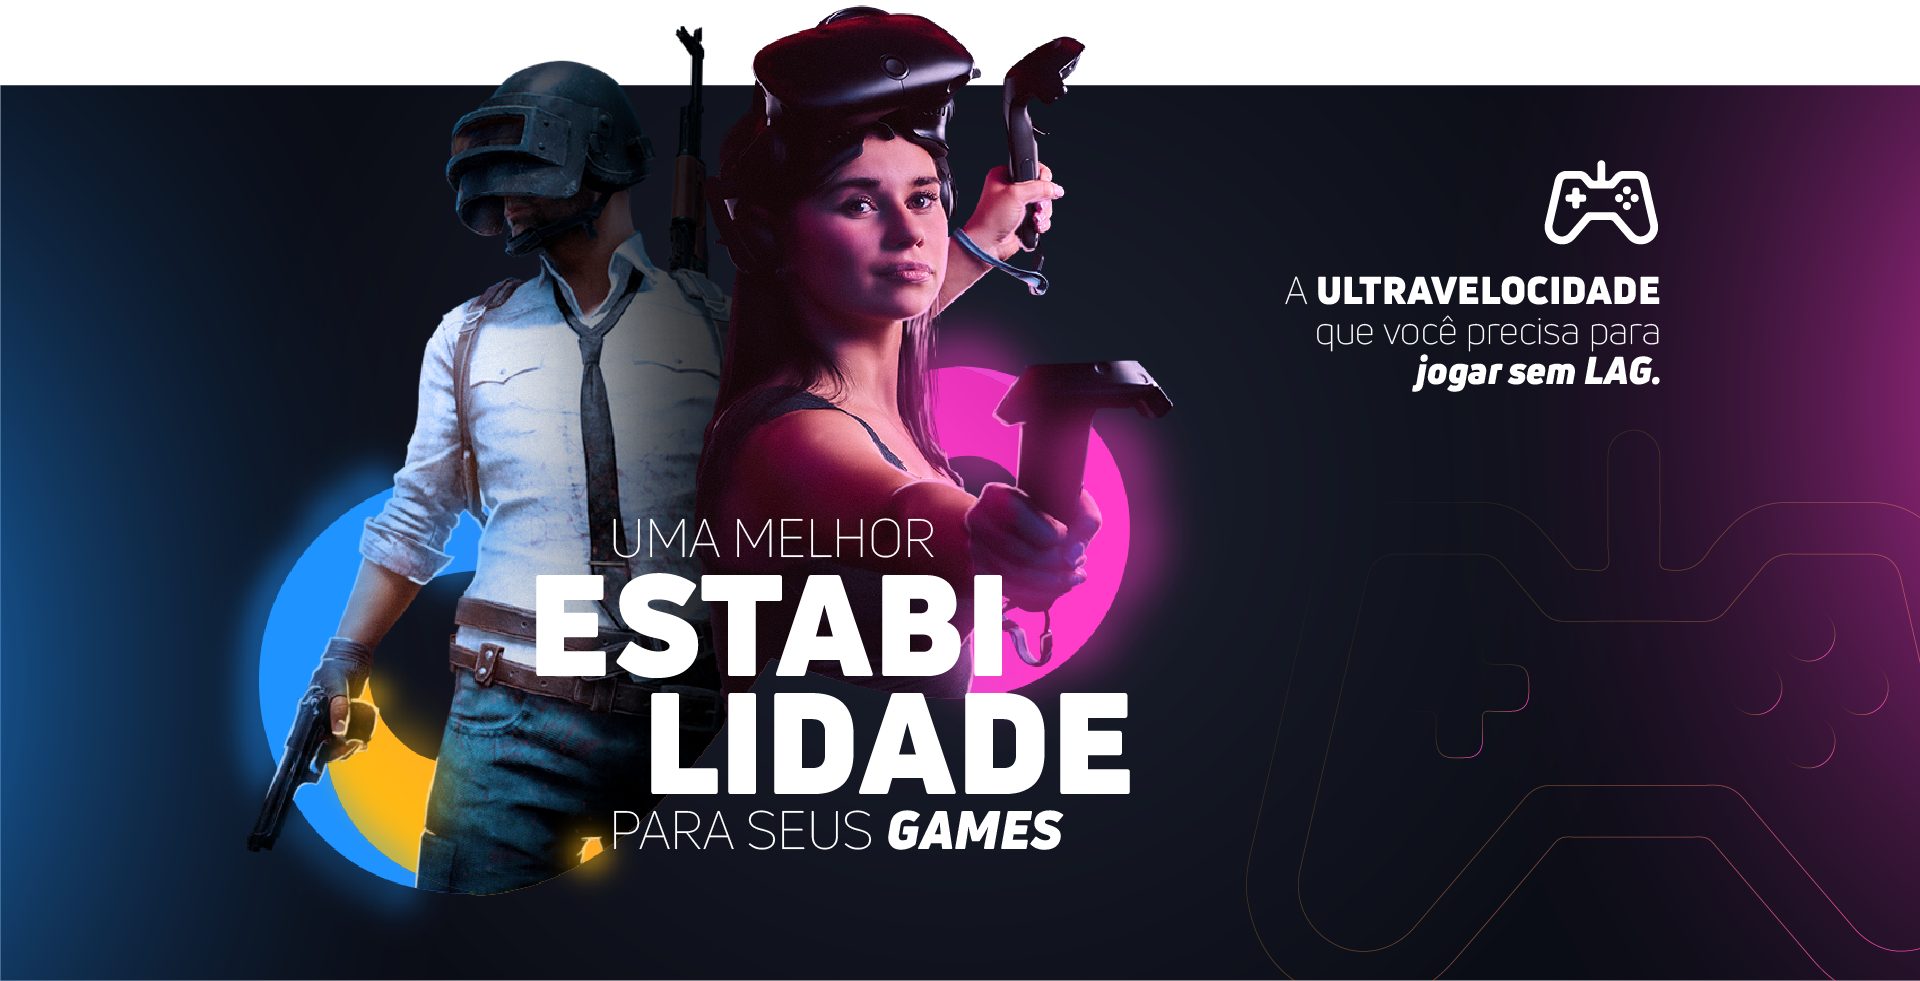 UMA MELHOR
ESTABI
LIDADE
PARA SEUS GAMES
A ULTRAVELOCIDADE
que você precisa para
jogar sem LAG.